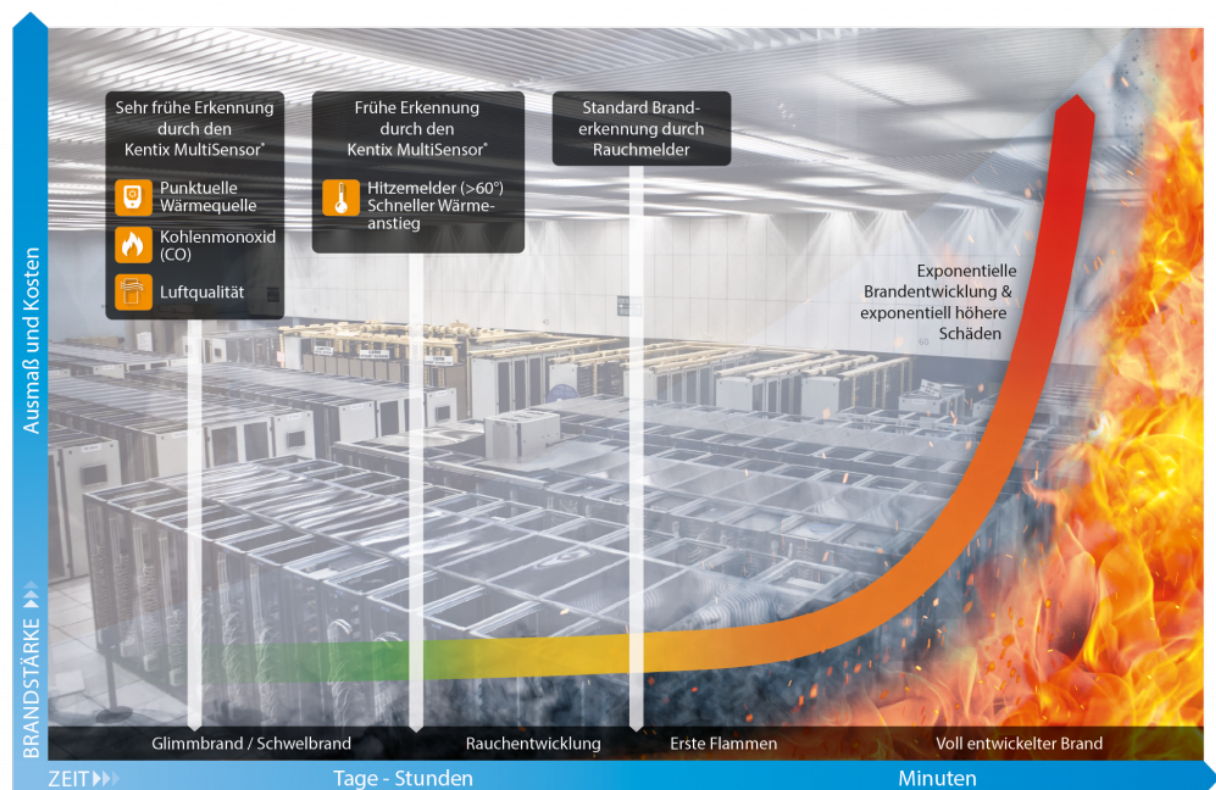 Sehr frühe Erkennung
durch den
Kentix MultiSensor*
Punktuelle
Wärmequelle
Kohlenmonoxid
(CO)
Luftqualität
Frühe Erkennung
durch den
Kentix MultiSensor*
Hitzemelder (>60°)
Schneller Wärme-
anstieg
Standard Brand-
erkennung durch
Rauchmelder
Exponentielle
Brandentwicklung &
exponentiell höhere
Schäden
60
Ausmaß und Kosten
BRANDSTÄRKE
Glimmbrand / Schwelbrand
Rauchentwicklung
Erste Flammen
Voll entwickelter Brand
ZEIT
Tage - Stunden
Minuten